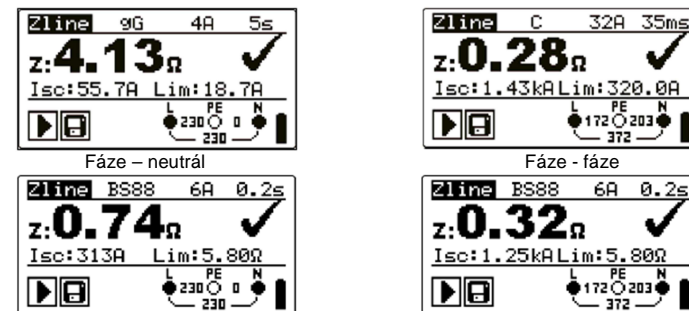 Zline gG 4A 5s
Z:4.13Ω
Isc:55.7A Lim:18.7A
L PE N
230 0
230
Fáze – neutrál
Zline C 32A 35ms
Z:0.28Ω
Isc:1.43kA Lim:320.0A
L PE N
172 203
372
Fáze - fáze
Zline BS88 6A 0.2s
Z:0.74Ω
Isc:313A Lim:5.80Ω
L PE N
230 0
230
Zline BS88 6A 0.2s
Z:0.32Ω
Isc:1.25kA Lim:5.80Ω
L PE N
172 203
372